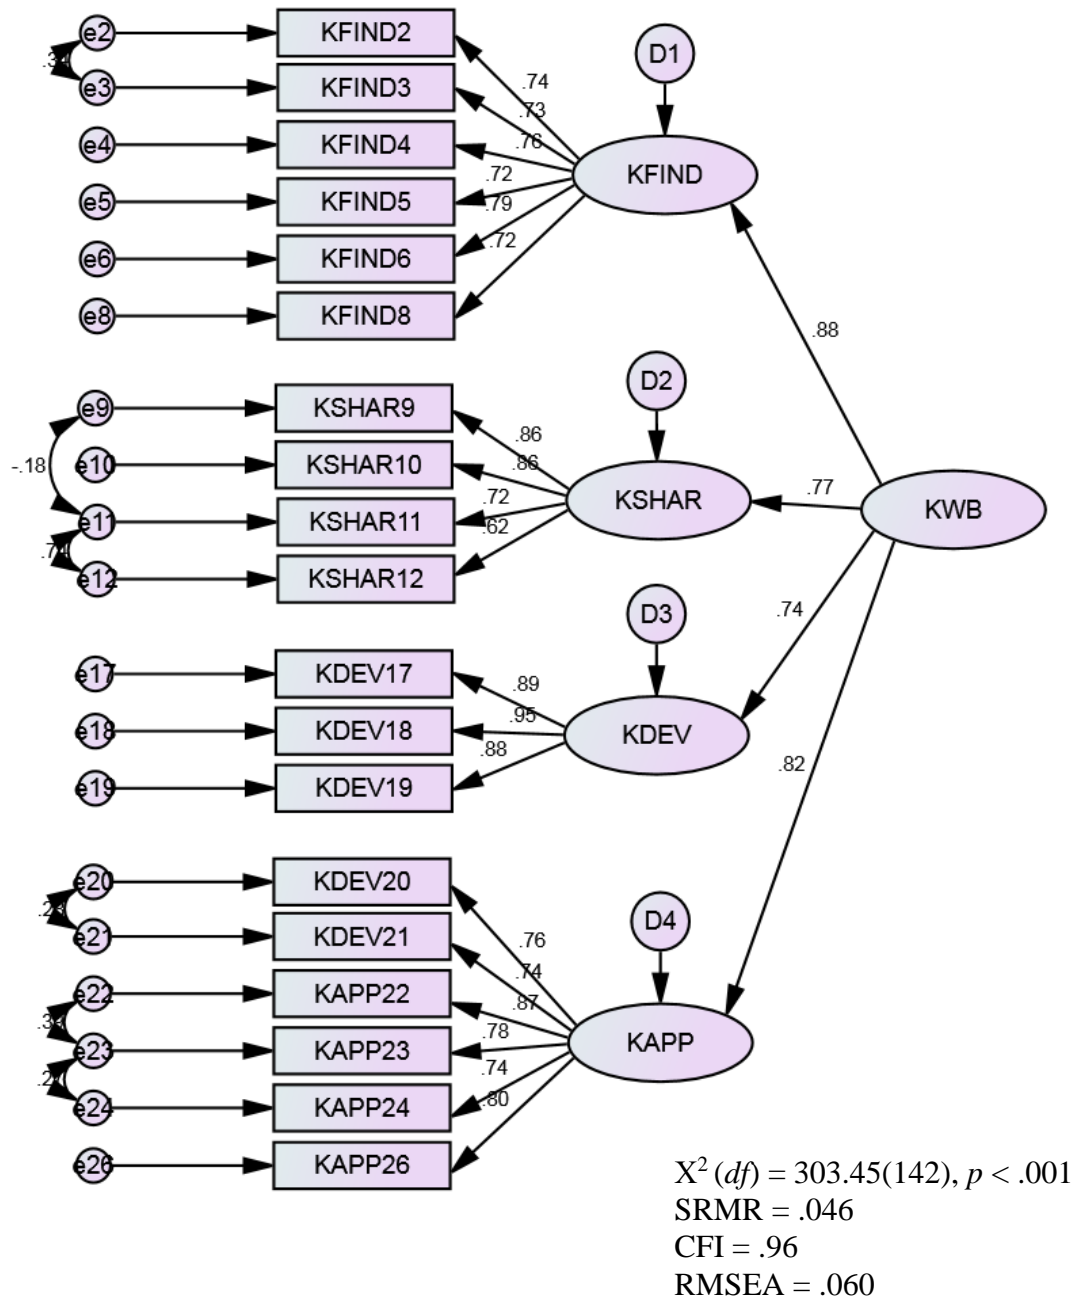 e2
KFIND2
e3
KFIND3
e4
KFIND4
e5
KFIND5
e6
KFIND6
e8
KFIND8
.74
.73
.76
.72
.79
.72
D1
KFIND
.88
e9
KSHAR9
e10
KSHAR10
e11
KSHAR11
e12
KSHAR12
-.18
.86
.86
.72
.62
D2
KSHAR
.77
KWB
e17
KDEV17
e18
KDEV18
e19
KDEV19
.89
.95
.88
D3
KDEV
.74
.82
e20
KDEV20
e21
KDEV21
e22
KAPP22
e23
KAPP23
e24
KAPP24
e26
KAPP26
.76
.74
.87
.78
.74
.80
D4
KAPP
X² (df) = 303.45(142), p < .001
SRMR = .046
CFI = .96
RMSEA = .060